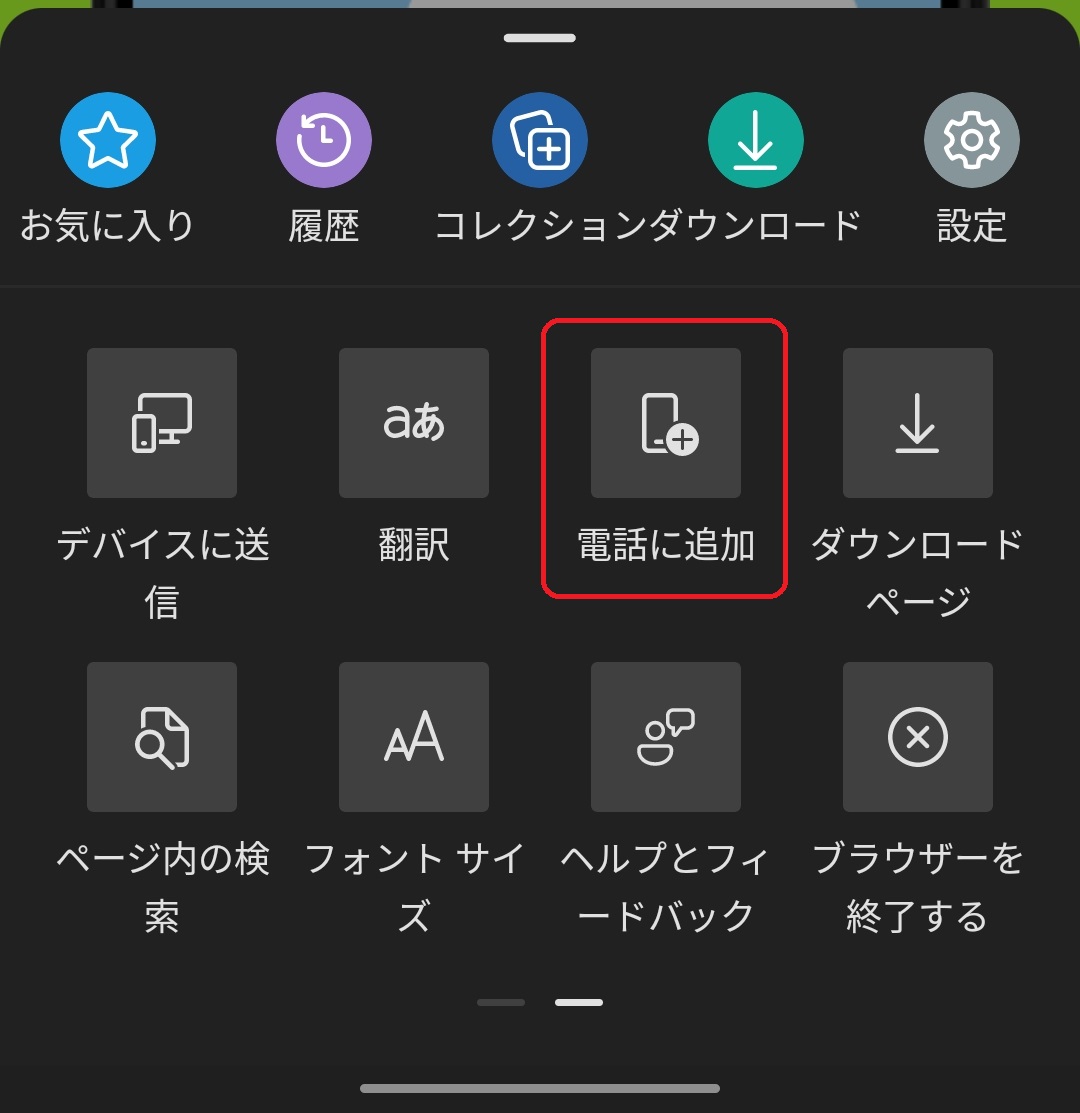 お気に入り
履歴
コレクション
ダウンロード
設定
デバイスに送
信
aあ
翻訳
電話に追加
ダウンロード
ページ
ページ内の検
索
AA
フォント サイ
ズ
ヘルプとフィ
ードバック
ブラウザーを
終了する